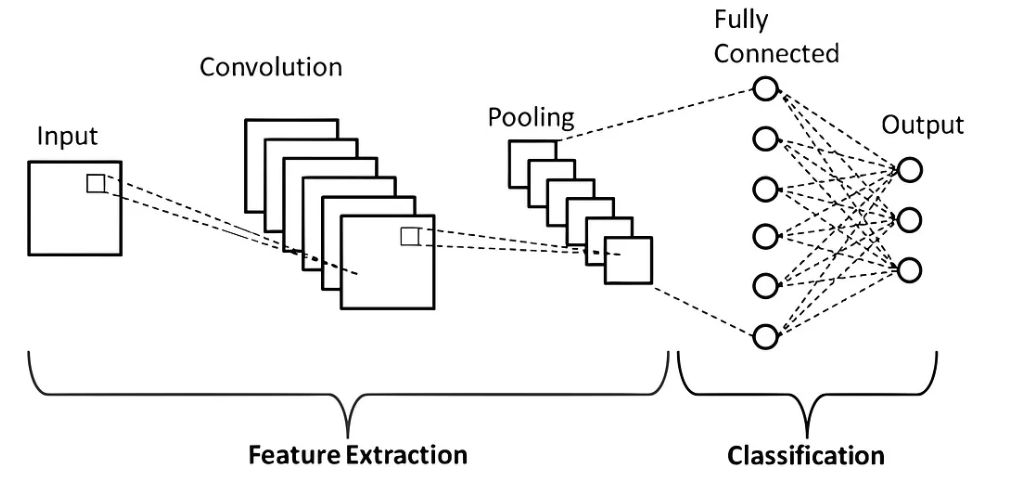 Input
Convolution
Pooling
Fully
Connected
Output
Feature Extraction
Classification